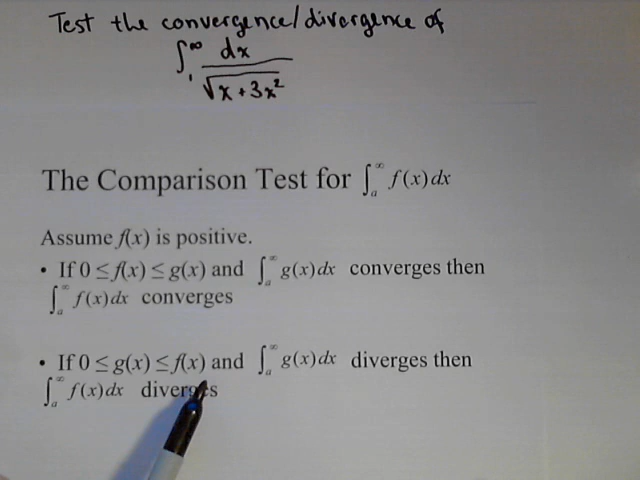 Test the convergence/divergence of
∫₁^∞ dx/√(x + 3x²)
The Comparison Test for ∫ₐ^∞ f(x)dx
Assume f(x) is positive.
• If 0 ≤ f(x) ≤ g(x) and ∫ₐ^∞ g(x)dx converges then
∫ₐ^∞ f(x)dx converges
• If 0 ≤ g(x) ≤ f(x) and ∫ₐ^∞ g(x)dx diverges then
∫ₐ^∞ f(x)dx diverges